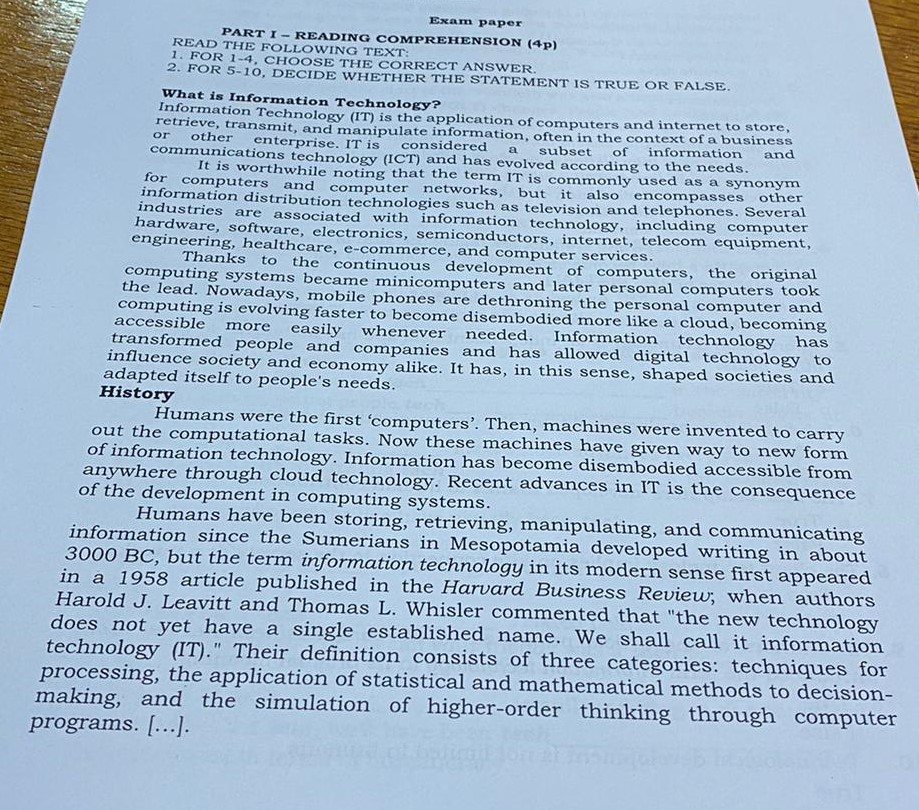 Exam paper
PART I – READING COMPREHENSION (4p)
READ THE FOLLOWING TEXT:
1. FOR 1-4, CHOOSE THE CORRECT ANSWER.
2. FOR 5-10, DECIDE WHETHER THE STATEMENT IS TRUE OR FALSE.
What is Information Technology?
Information Technology (IT) is the application of computers and internet to store,
retrieve, transmit, and manipulate information, often in the context of a business
or other enterprise. IT is considered a subset of information and
communications technology (ICT) and has evolved according to the needs.
It is worthwhile noting that the term IT is commonly used as a synonym
for computers and computer networks, but it also encompasses other
information distribution technologies such as television and telephones. Several
industries are associated with information technology, including computer
hardware, software, electronics, semiconductors, internet, telecom equipment,
engineering, healthcare, e-commerce, and computer services.
Thanks to the continuous development of computers, the original
computing systems became minicomputers and later personal computers took
the lead. Nowadays, mobile phones are dethroning the personal computer and
computing is evolving faster to become disembodied more like a cloud, becoming
accessible more easily whenever needed. Information technology has
transformed people and companies and has allowed digital technology to
influence society and economy alike. It has, in this sense, shaped societies and
adapted itself to people's needs.
History
Humans were the first ‘computers’. Then, machines were invented to carry
out the computational tasks. Now these machines have given way to new form
of information technology. Information has become disembodied accessible from
anywhere through cloud technology. Recent advances in IT is the consequence
of the development in computing systems.
Humans have been storing, retrieving, manipulating, and communicating
information since the Sumerians in Mesopotamia developed writing in about
3000 BC, but the term information technology in its modern sense first appeared
in a 1958 article published in the Harvard Business Review, when authors
Harold J. Leavitt and Thomas L. Whisler commented that "the new technology
does not yet have a single established name. We shall call it information
technology (IT)." Their definition consists of three categories: techniques for
processing, the application of statistical and mathematical methods to decision-
making, and the simulation of higher-order thinking through computer
programs. [...].